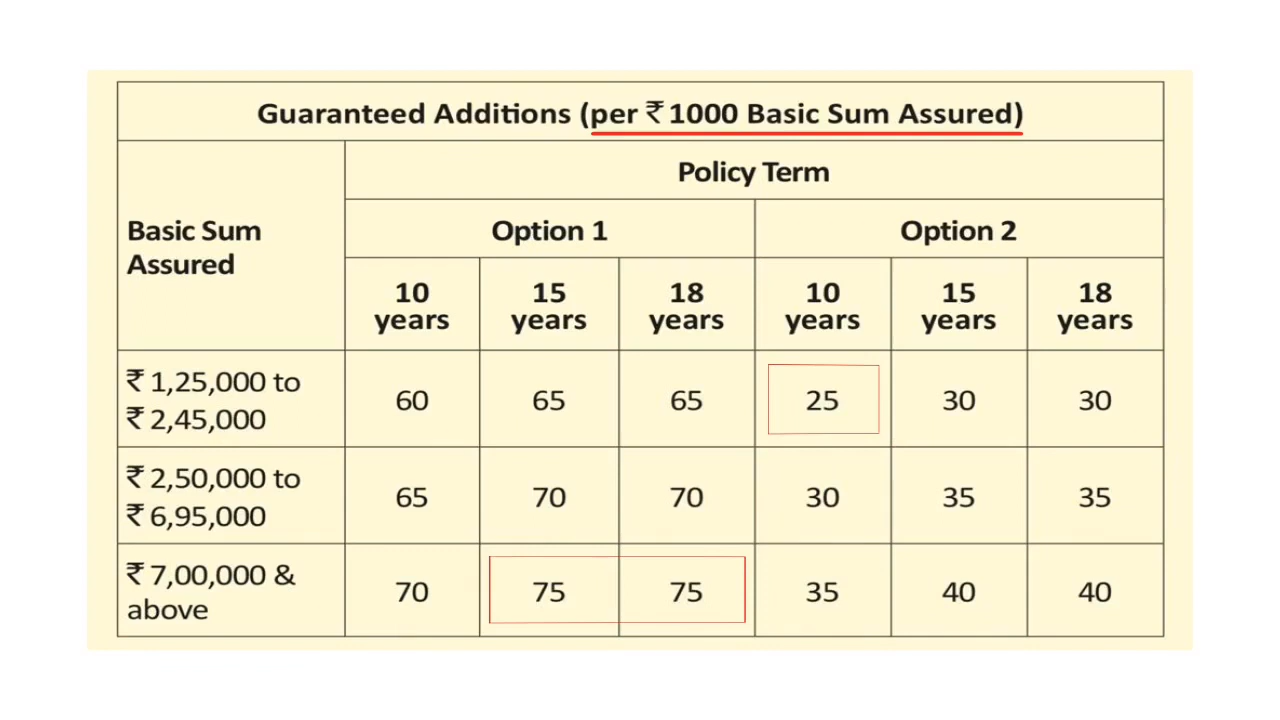 Guaranteed Additions (per ₹ 1000 Basic Sum Assured)
Basic Sum
Assured
Policy Term
Option 1
Option 2
10
years
15
years
18
years
10
years
15
years
18
years
₹ 1,25,000 to
₹ 2,45,000
60
65
65
25
30
30
₹ 2,50,000 to
₹ 6,95,000
65
70
70
30
35
35
₹ 7,00,000 &
above
70
75
75
35
40
40